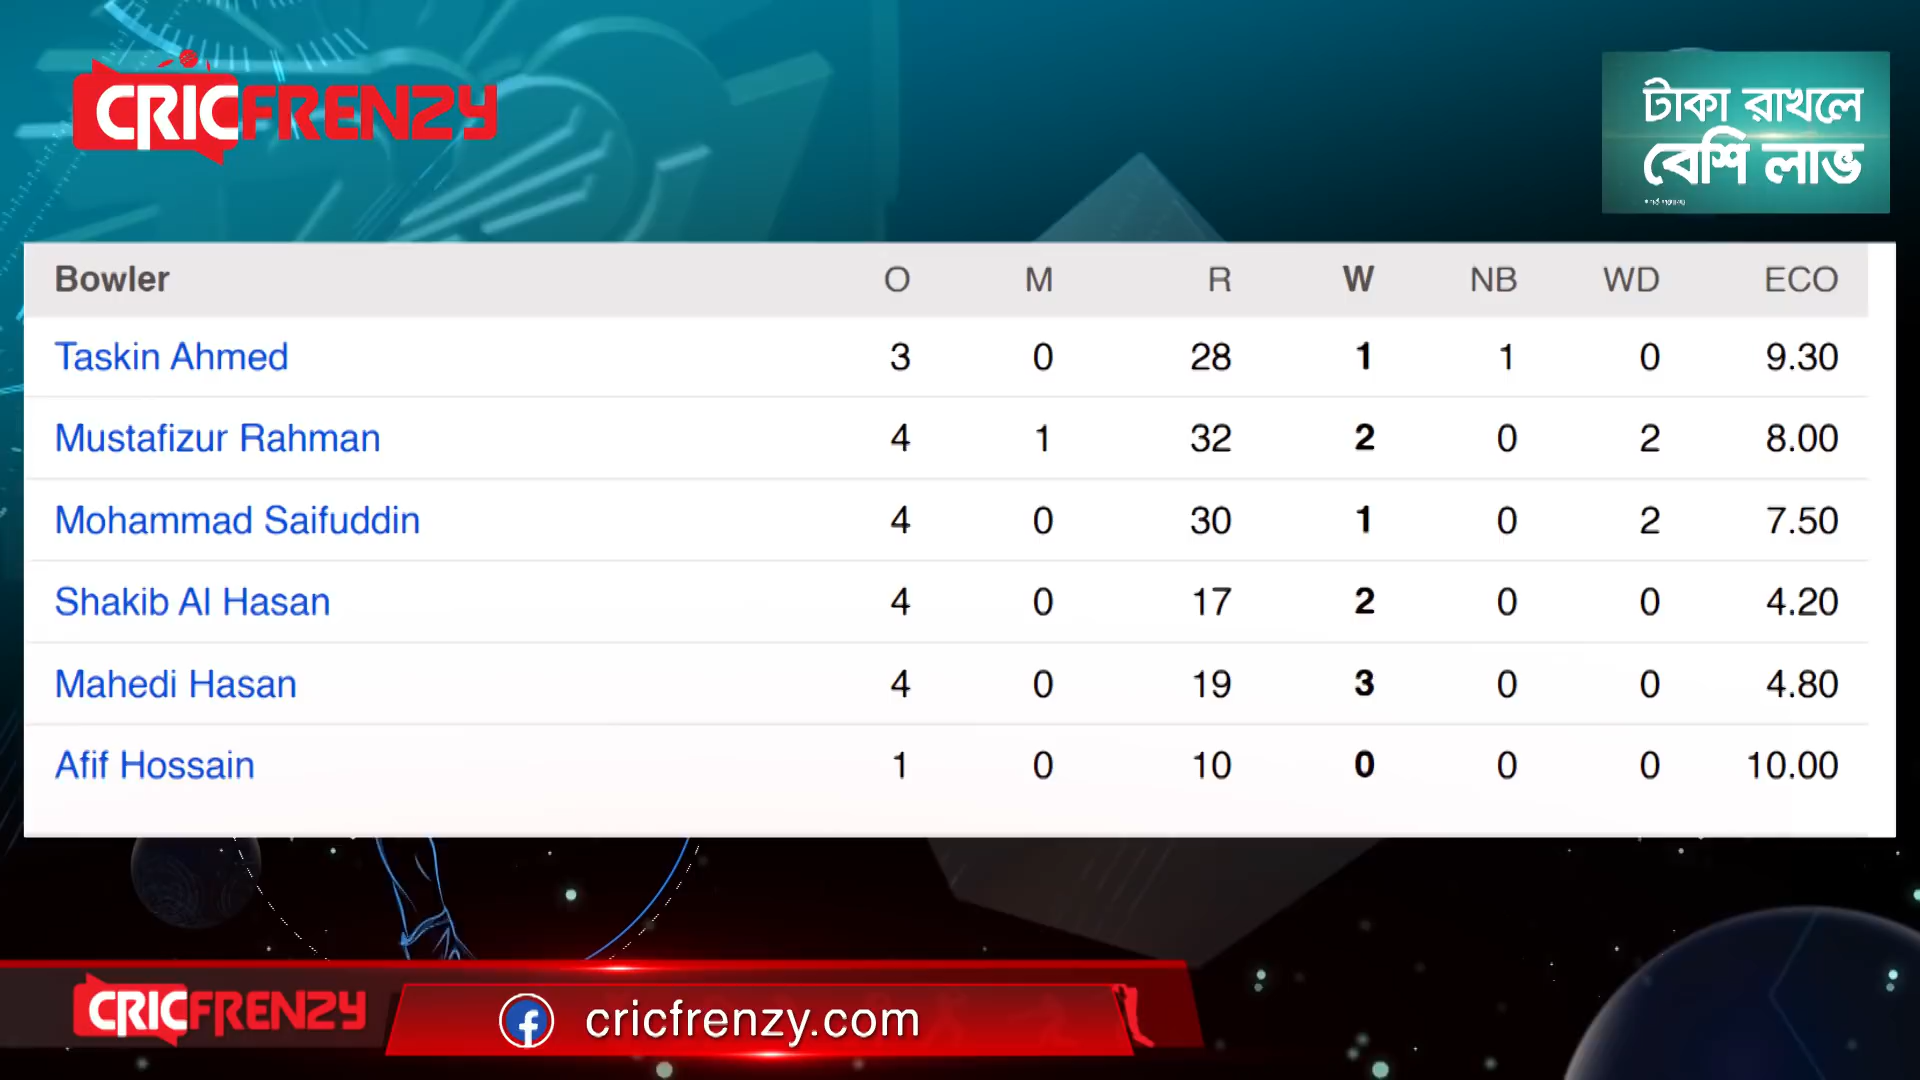 CRICFRENZY
টাকা রাখলে
বেশি লাভ
Bowler O M R W NB WD ECO
Taskin Ahmed 3 0 28 1 1 0 9.30
Mustafizur Rahman 4 1 32 2 0 2 8.00
Mohammad Saifuddin 4 0 30 1 0 2 7.50
Shakib Al Hasan 4 0 17 2 0 0 4.20
Mahedi Hasan 4 0 19 3 0 0 4.80
Afif Hossain 1 0 10 0 0 0 10.00
CRICFRENZY
cricfrenzy.com